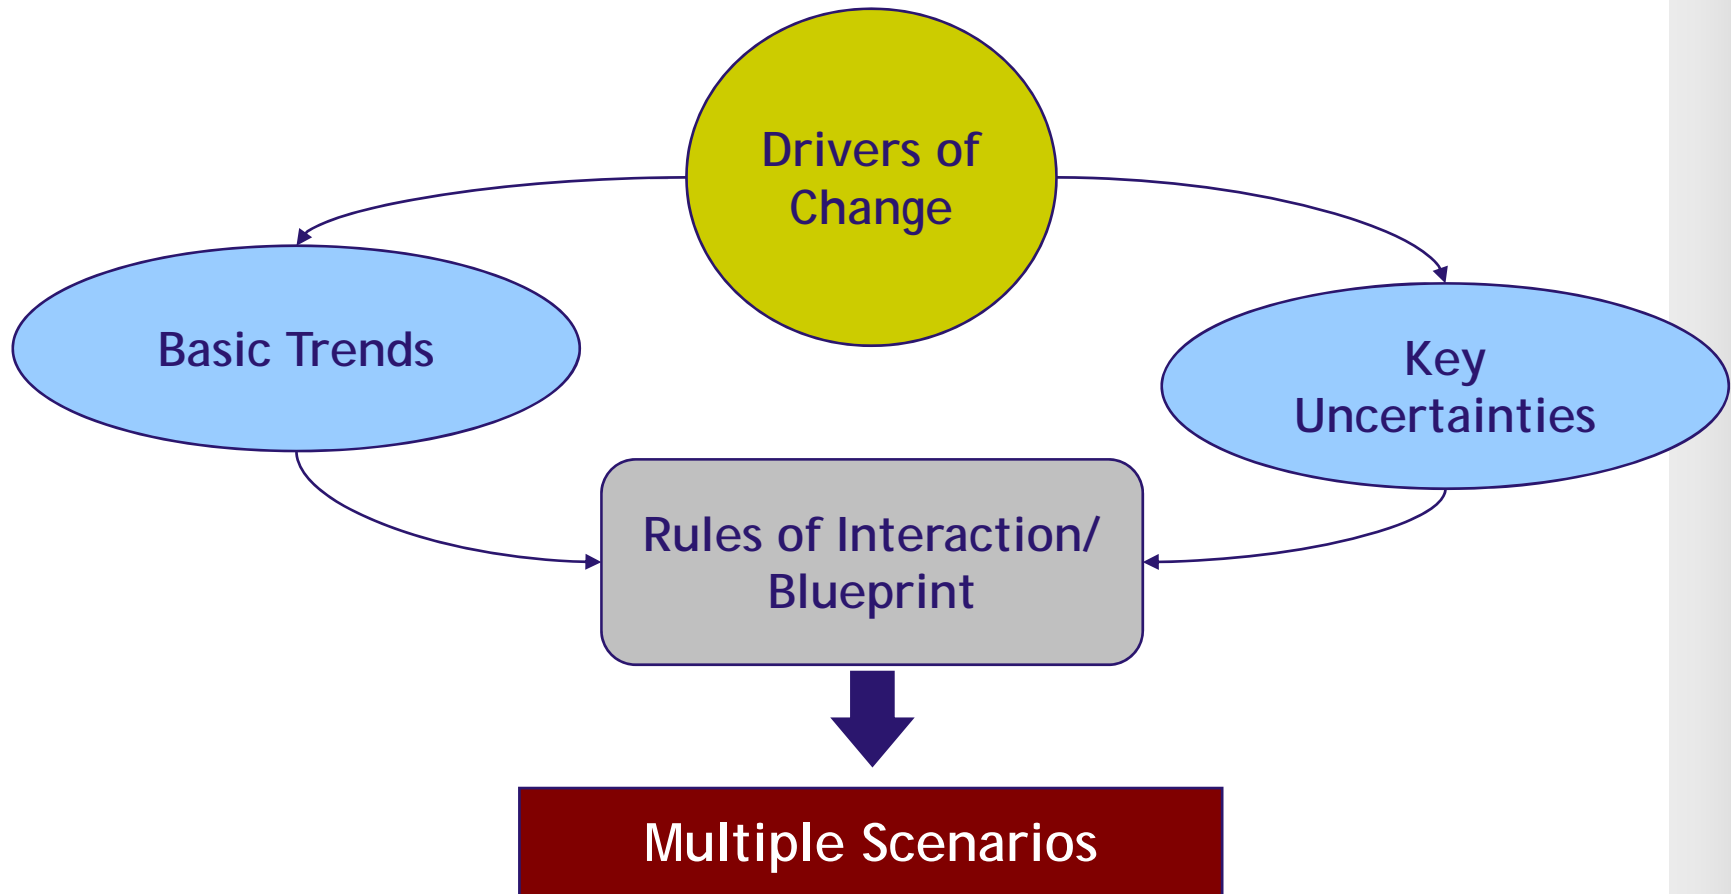 Drivers of
Change
Basic Trends
Key
Uncertainties
Rules of Interaction/
Blueprint
Multiple Scenarios